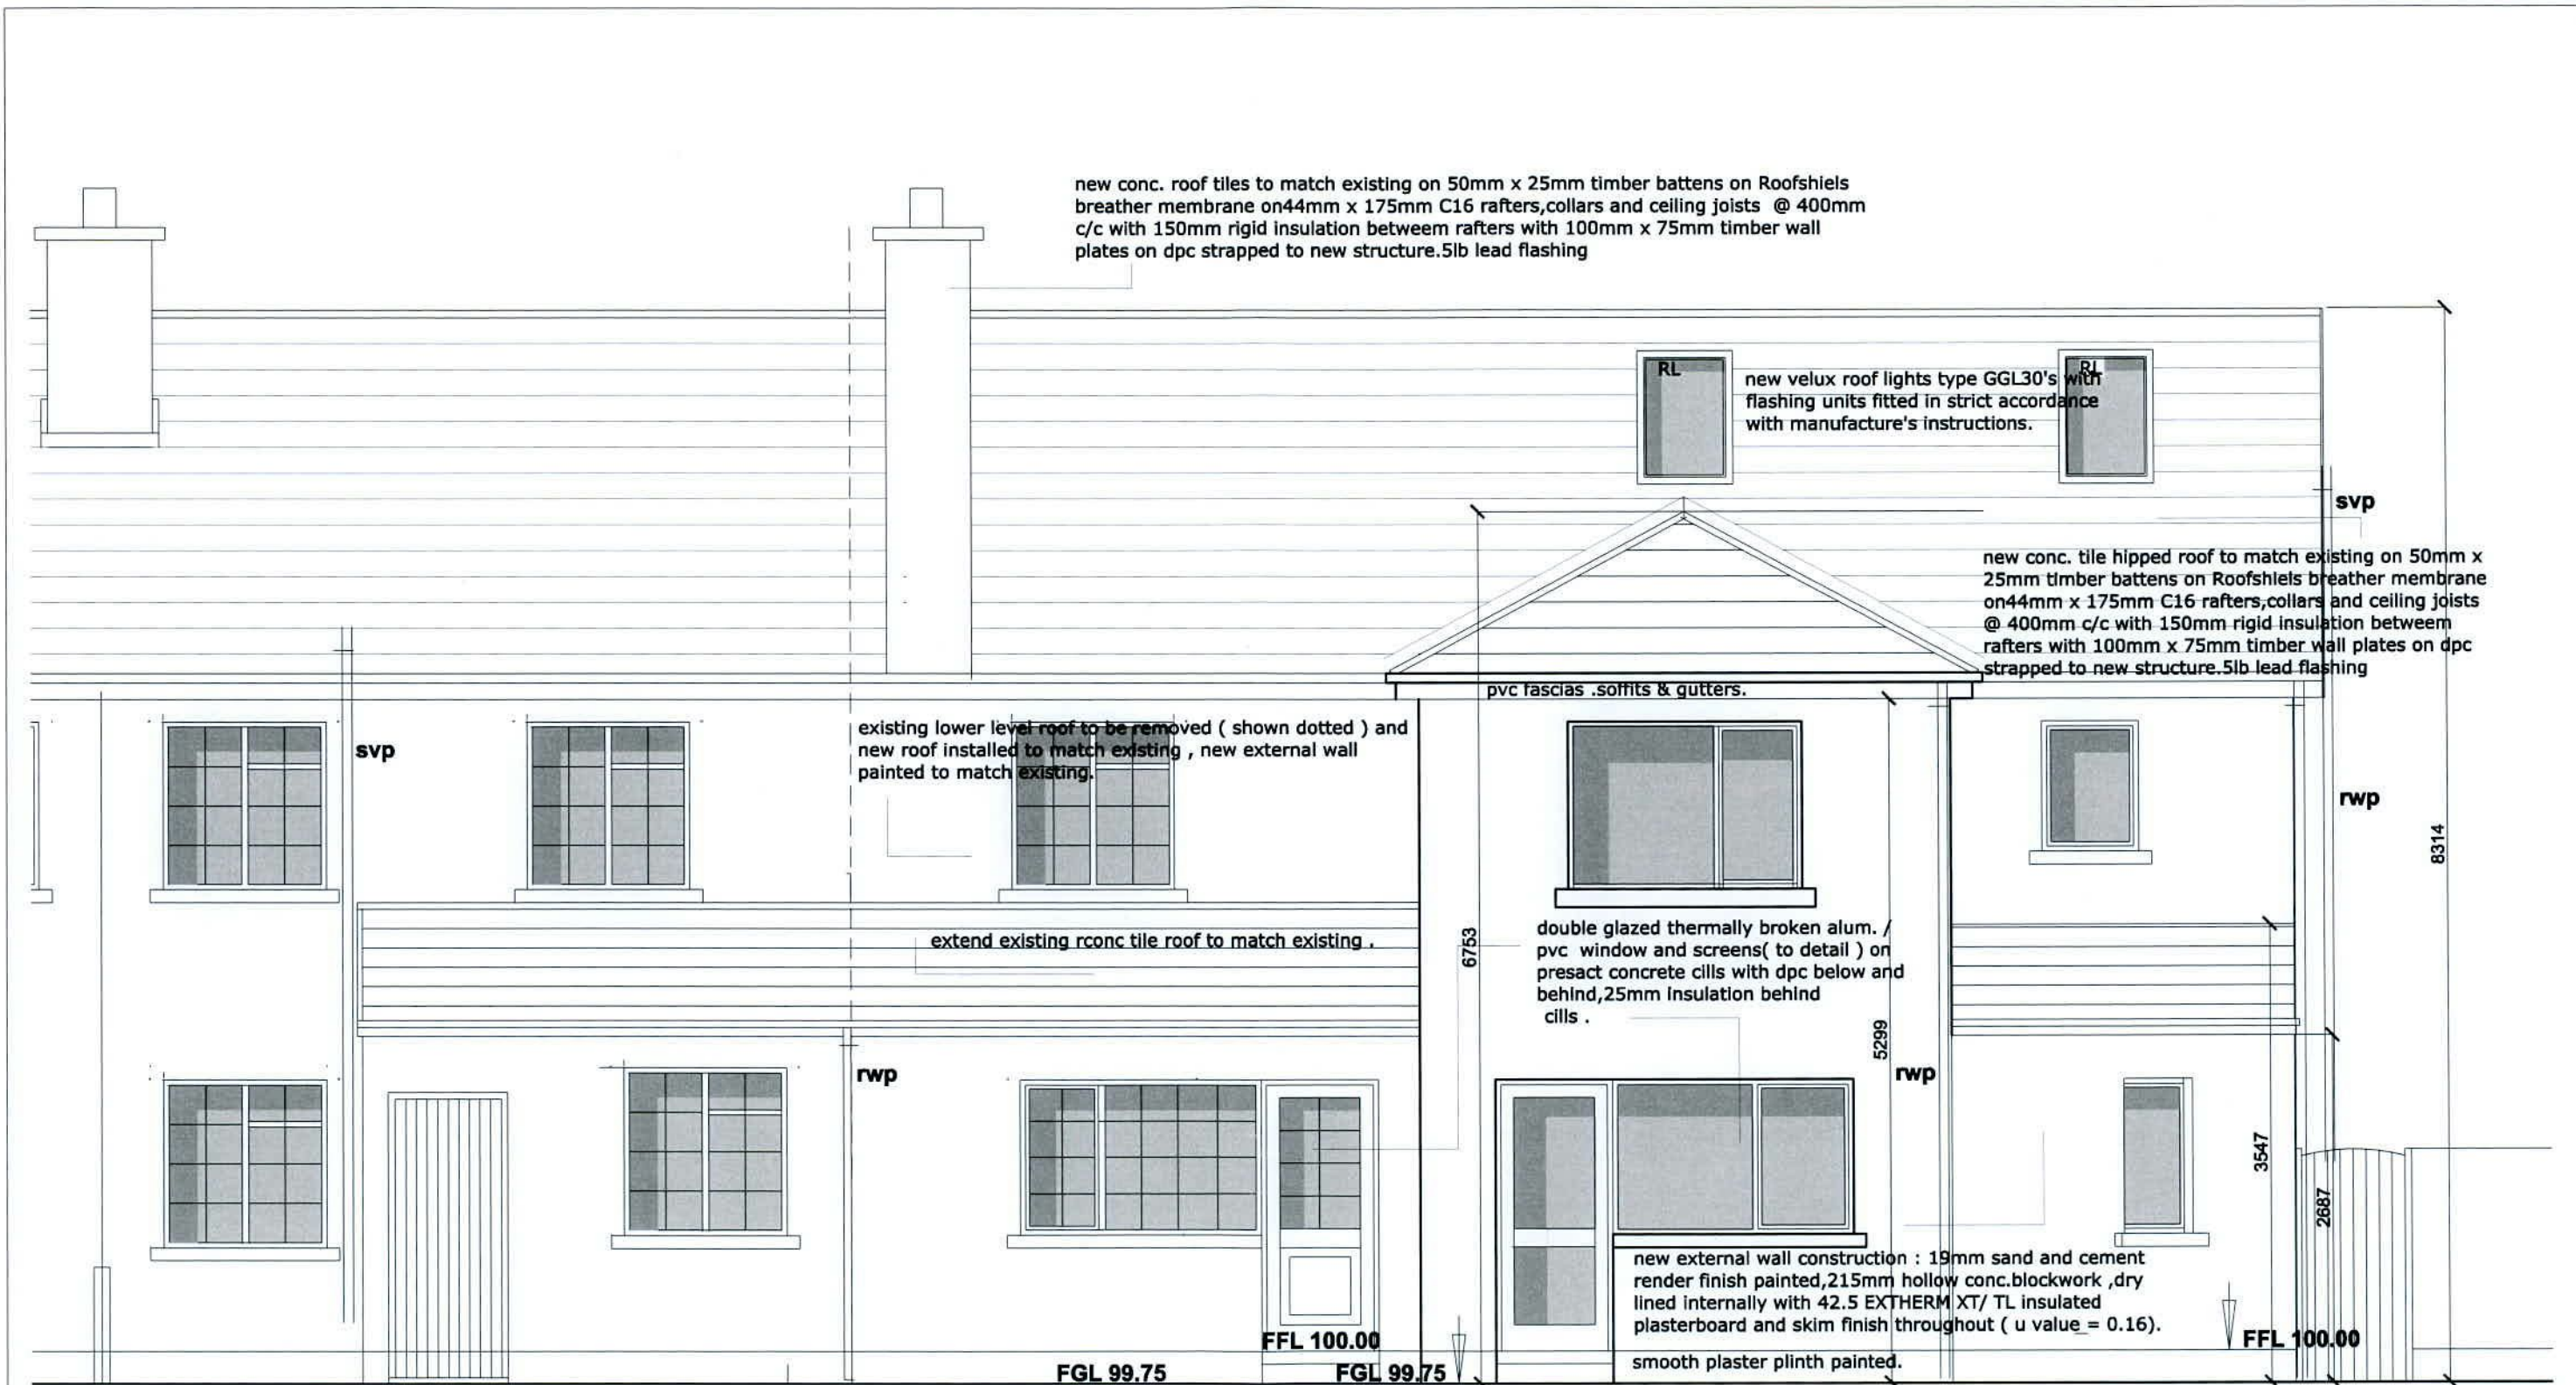 new conc. roof tiles to match existing on 50mm x 25mm timber battens on Roofshiels
breather membrane on44mm x 175mm C16 rafters,collars and ceiling joists @ 400mm
c/c with 150mm rigid insulation betweem rafters with 100mm x 75mm timber wall
plates on dpc strapped to new structure.5lb lead flashing
RL
new velux roof lights type GGL30's with
flashing units fitted in strict accordance
with manufacture's instructions.
RL
svp
new conc. tile hipped roof to match existing on 50mm x
25mm timber battens on Roofshiels breather membrane
on44mm x 175mm C16 rafters,collars and ceiling joists
@ 400mm c/c with 150mm rigid insulation betweem
rafters with 100mm x 75mm timber wall plates on dpc
strapped to new structure.5lb lead flashing
pvc fascias .soffits & gutters.
existing lower level roof to be removed ( shown dotted ) and
new roof installed to match existing , new external wall
painted to match existing.
svp
rwp
8314
extend existing rconc tile roof to match existing .
6753
double glazed thermally broken alum. /
pvc window and screens( to detail ) on
presact concrete cills with dpc below and
behind,25mm insulation behind
cills .
5299
rwp
rwp
3547
2687
new external wall construction : 19mm sand and cement
render finish painted,215mm hollow conc.blockwork ,dry
lined internally with 42.5 EXTHERM XT/ TL insulated
plasterboard and skim finish throughout ( u value = 0.16).
smooth plaster plinth painted.
FFL 100.00
FFL 100.00
FGL 99.75
FGL 99.75